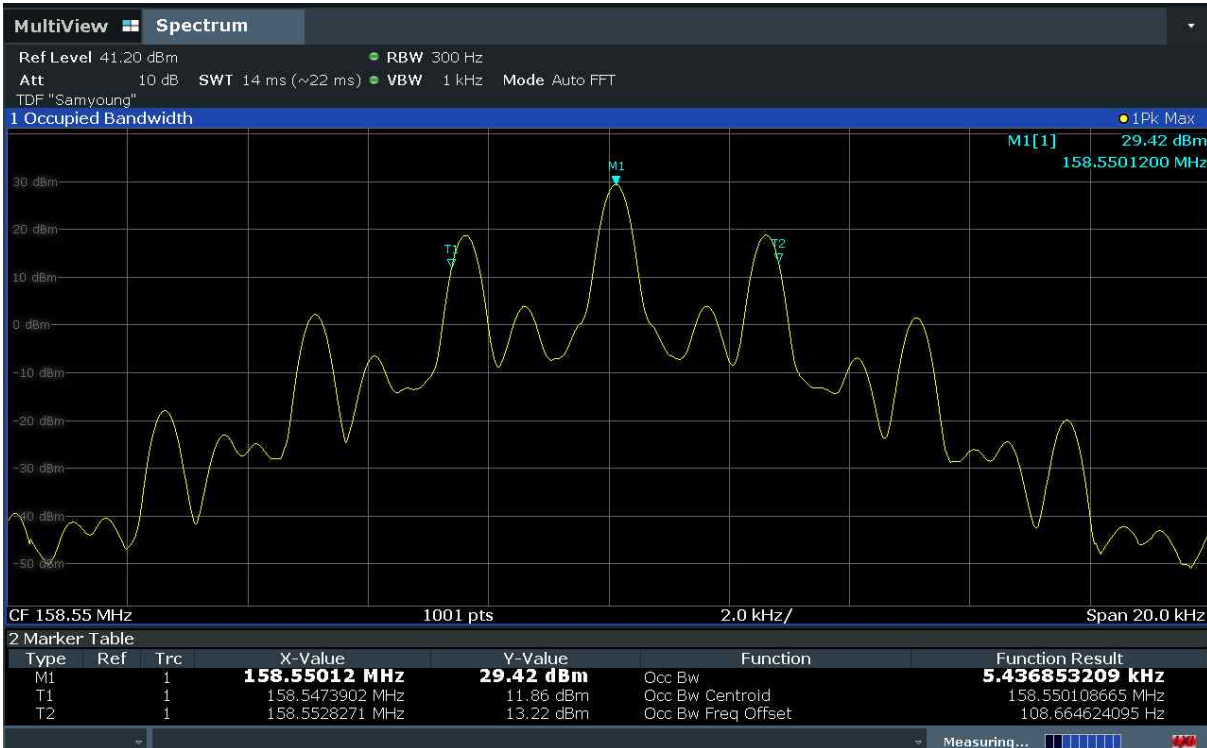 MultiView Spectrum
Ref Level 41.20 dBm RBW 300 Hz
Att 10 dB SWT 14 ms (~22 ms) VBW 1 kHz Mode Auto FFT
TDF "Samyoung"
1 Occupied Bandwidth 1Pk Max
M1[1] 29.42 dBm
158.5501200 MHz
M1
30 dBm
20 dBm
T1 T2
10 dBm
0 dBm
-10 dBm
-20 dBm
-30 dBm
-40 dBm
-50 dBm
CF 158.55 MHz 1001 pts 2.0 kHz/ Span 20.0 kHz
2 Marker Table
Type Ref Trc X-Value Y-Value Function Function Result
M1 1 158.55012 MHz 29.42 dBm Occ Bw 5.436853209 kHz
T1 1 158.5473902 MHz 11.86 dBm Occ Bw Centroid 158.550108665 MHz
T2 1 158.5528271 MHz 13.22 dBm Occ Bw Freq Offset 108.664624095 Hz
Measuring...